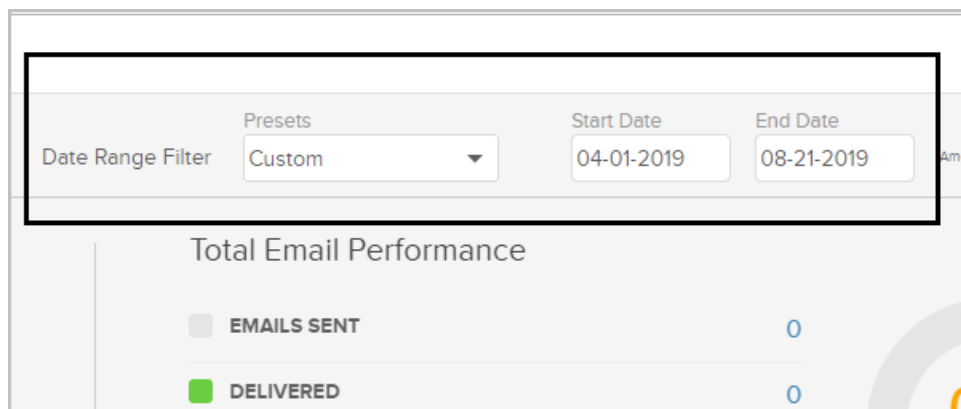 Presets Start Date End Date
Date Range Filter Custom 04-01-2019 08-21-2019 Am
Total Email Performance
EMAILS SENT 0
DELIVERED 0